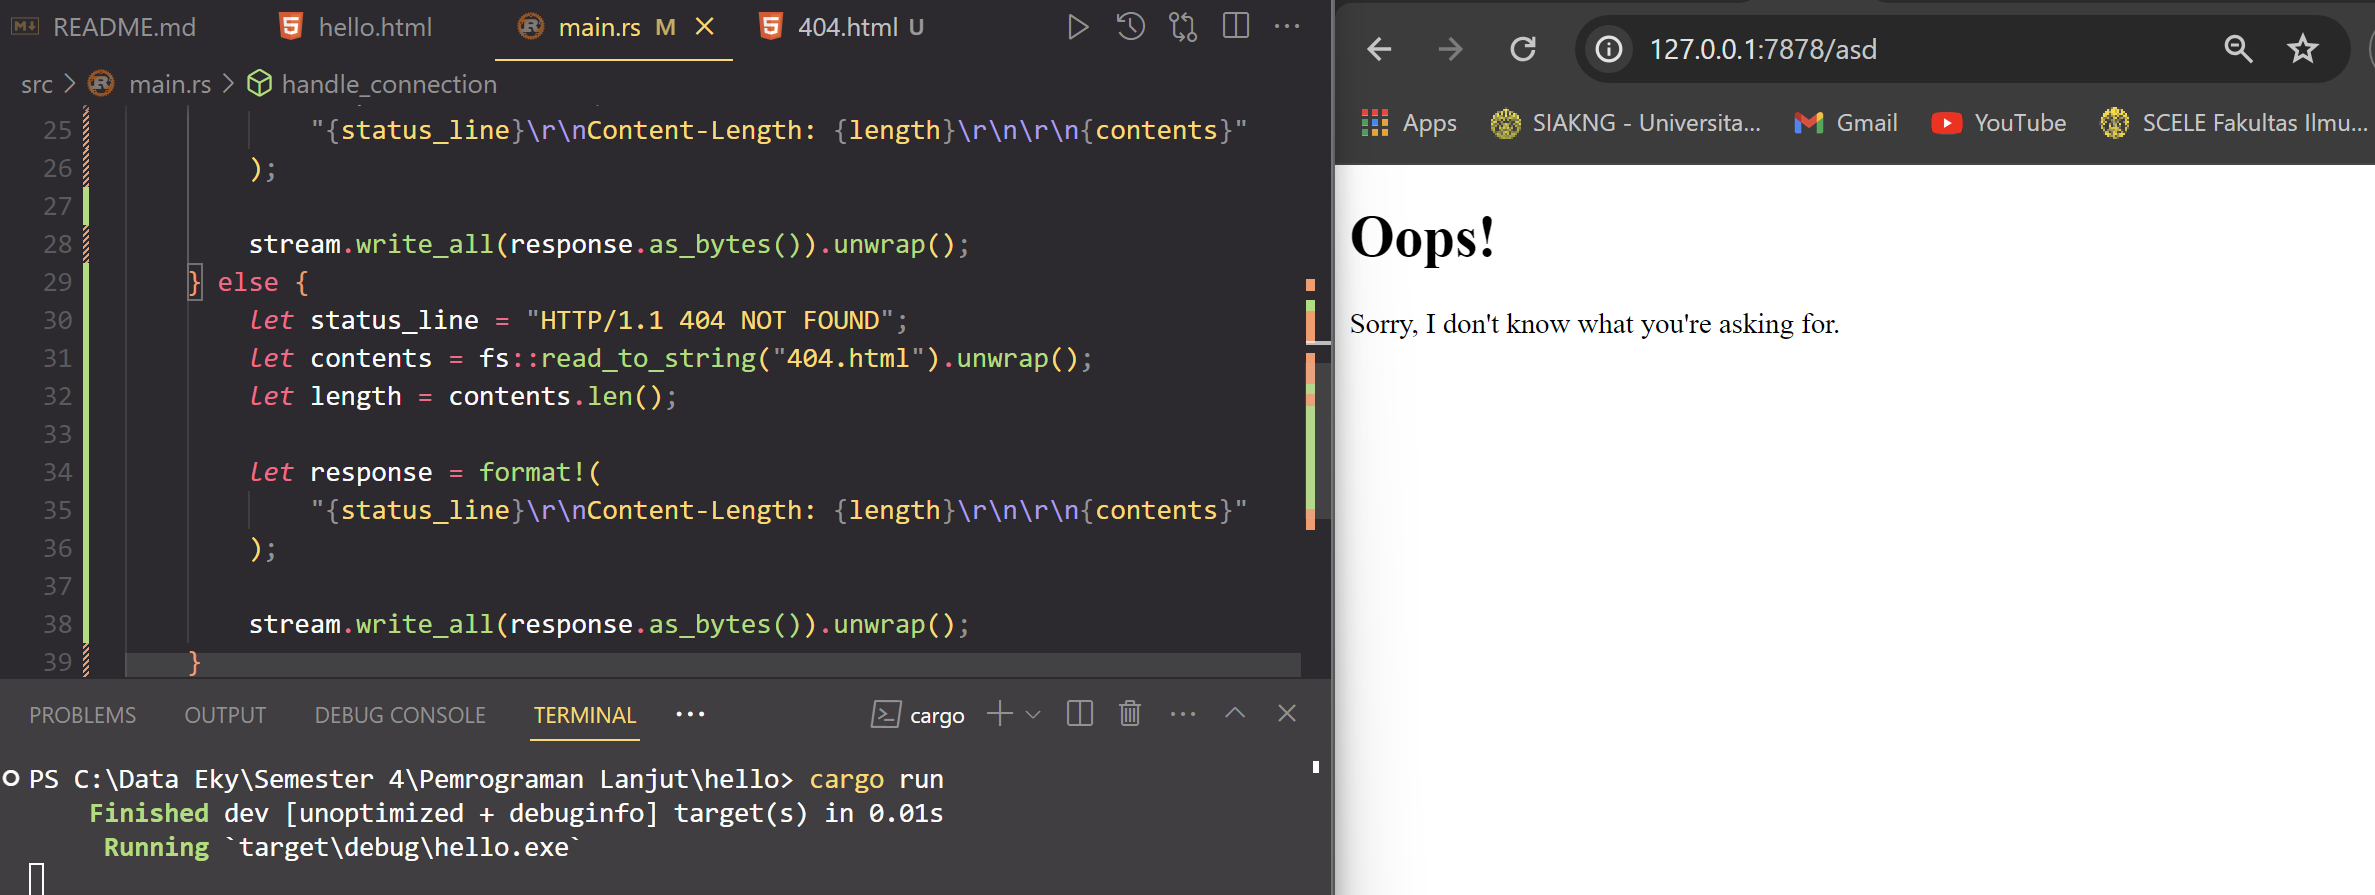 README.md hello.html main.rs M 404.html U
src > main.rs > handle_connection
25 "{status_line}\r\nContent-Length: {length}\r\n\r\n{contents}"
26 );
27
28 stream.write_all(response.as_bytes()).unwrap();
29 } else {
30 let status_line = "HTTP/1.1 404 NOT FOUND";
31 let contents = fs::read_to_string("404.html").unwrap();
32 let length = contents.len();
33
34 let response = format!(
35 "{status_line}\r\nContent-Length: {length}\r\n\r\n{contents}"
36 );
37
38 stream.write_all(response.as_bytes()).unwrap();
39 }
PROBLEMS OUTPUT DEBUG CONSOLE TERMINAL ... cargo
PS C:\Data Eky\Semester 4\Pemrograman Lanjut\hello> cargo run
Finished dev [unoptimized + debuginfo] target(s) in 0.01s
Running `target\debug\hello.exe`
127.0.0.1:7878/asd
Apps SIAKNG - Universita... Gmail YouTube SCELE Fakultas Ilmu...
Oops!
Sorry, I don't know what you're asking for.